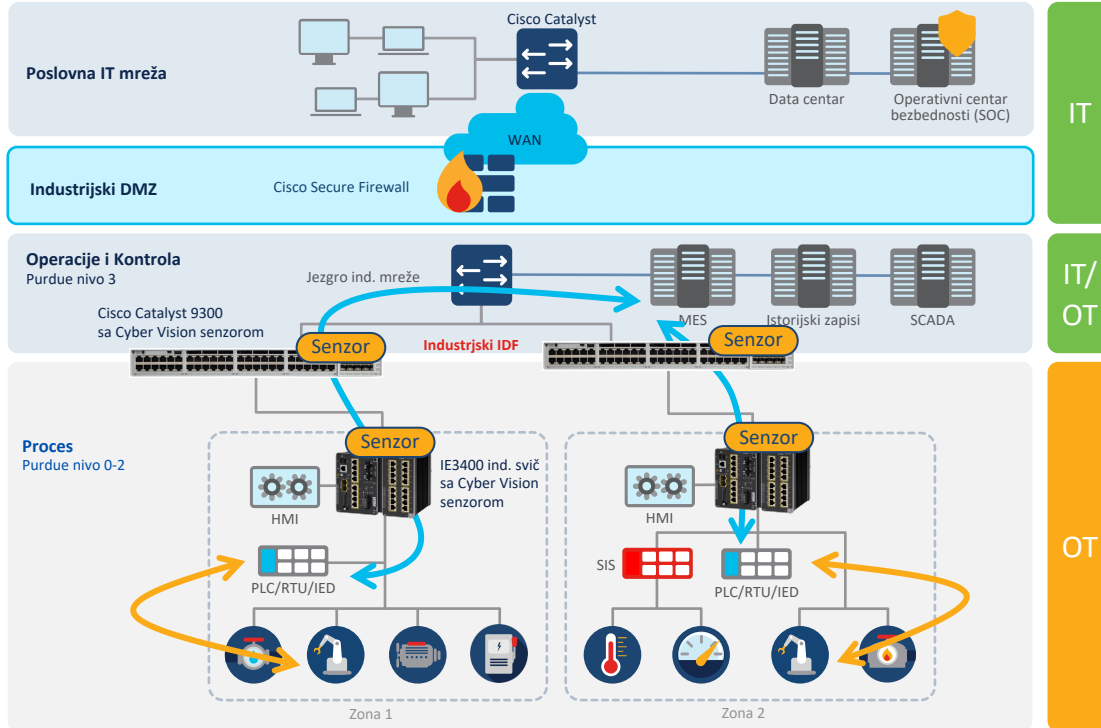 Cisco Catalyst
Poslovna IT mreža
Data centar
Operativni centar
bezbednosti (SOC)
IT
WAN
Industrijski DMZ
Cisco Secure Firewall
Operacije i Kontrola
Purdue nivo 3
Jezgro ind. mreže
IT/
OT
Cisco Catalyst 9300
sa Cyber Vision senzorom
MES
Istorijski zapisi
SCADA
Senzor
Industrjski IDF
Senzor
Proces
Purdue nivo 0-2
Senzor
IE3400 ind. svič
sa Cyber Vision
senzorom
HMI
PLC/RTU/IED
Zona 1
Senzor
HMI
SIS
PLC/RTU/IED
Zona 2
OT